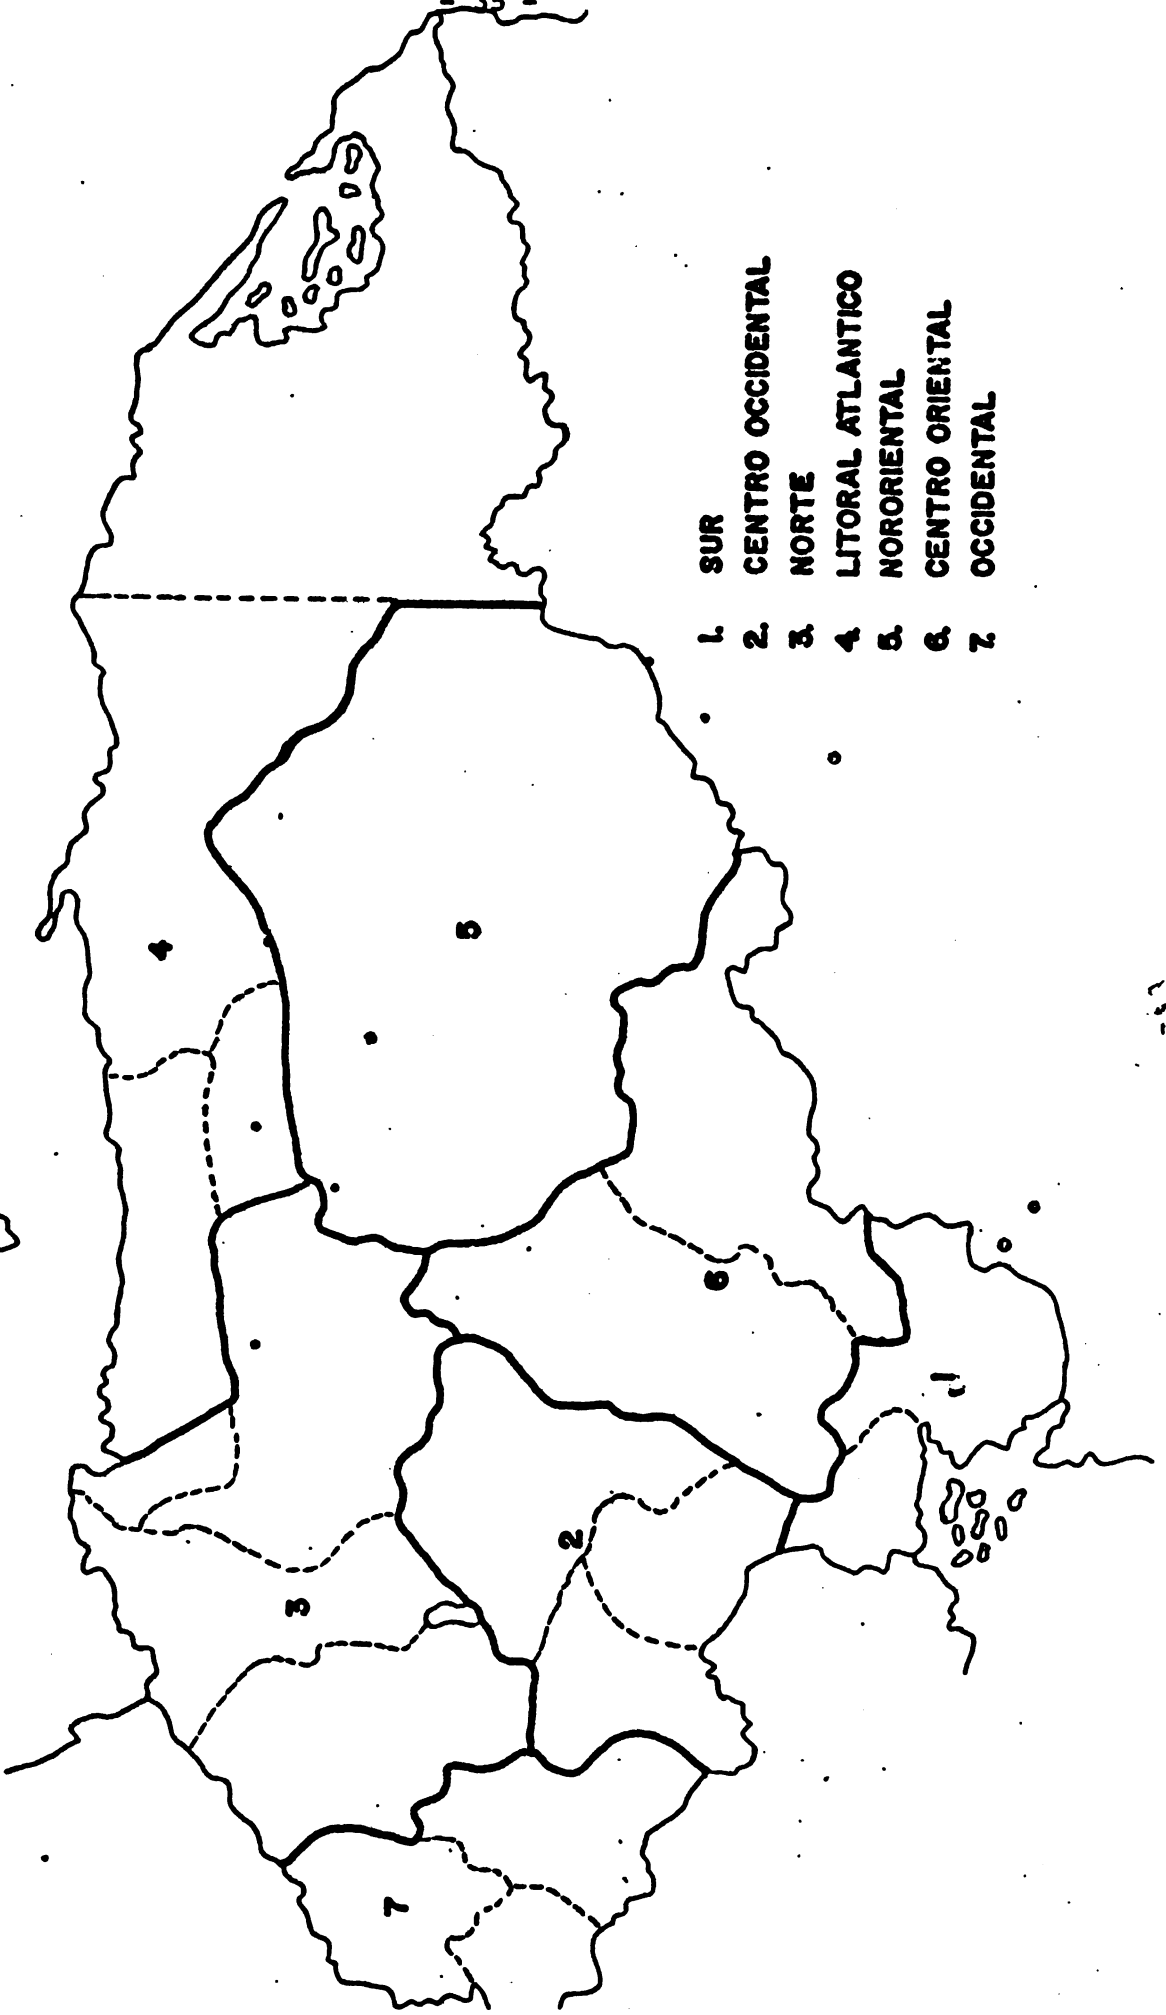 1. SUR
2. CENTRO OCCIDENTAL
3. NORTE
4. LITORAL ATLANTICO
5. NORORIENTAL
6. CENTRO ORIENTAL
7. OCCIDENTAL
4
5
3
6
2
1
7